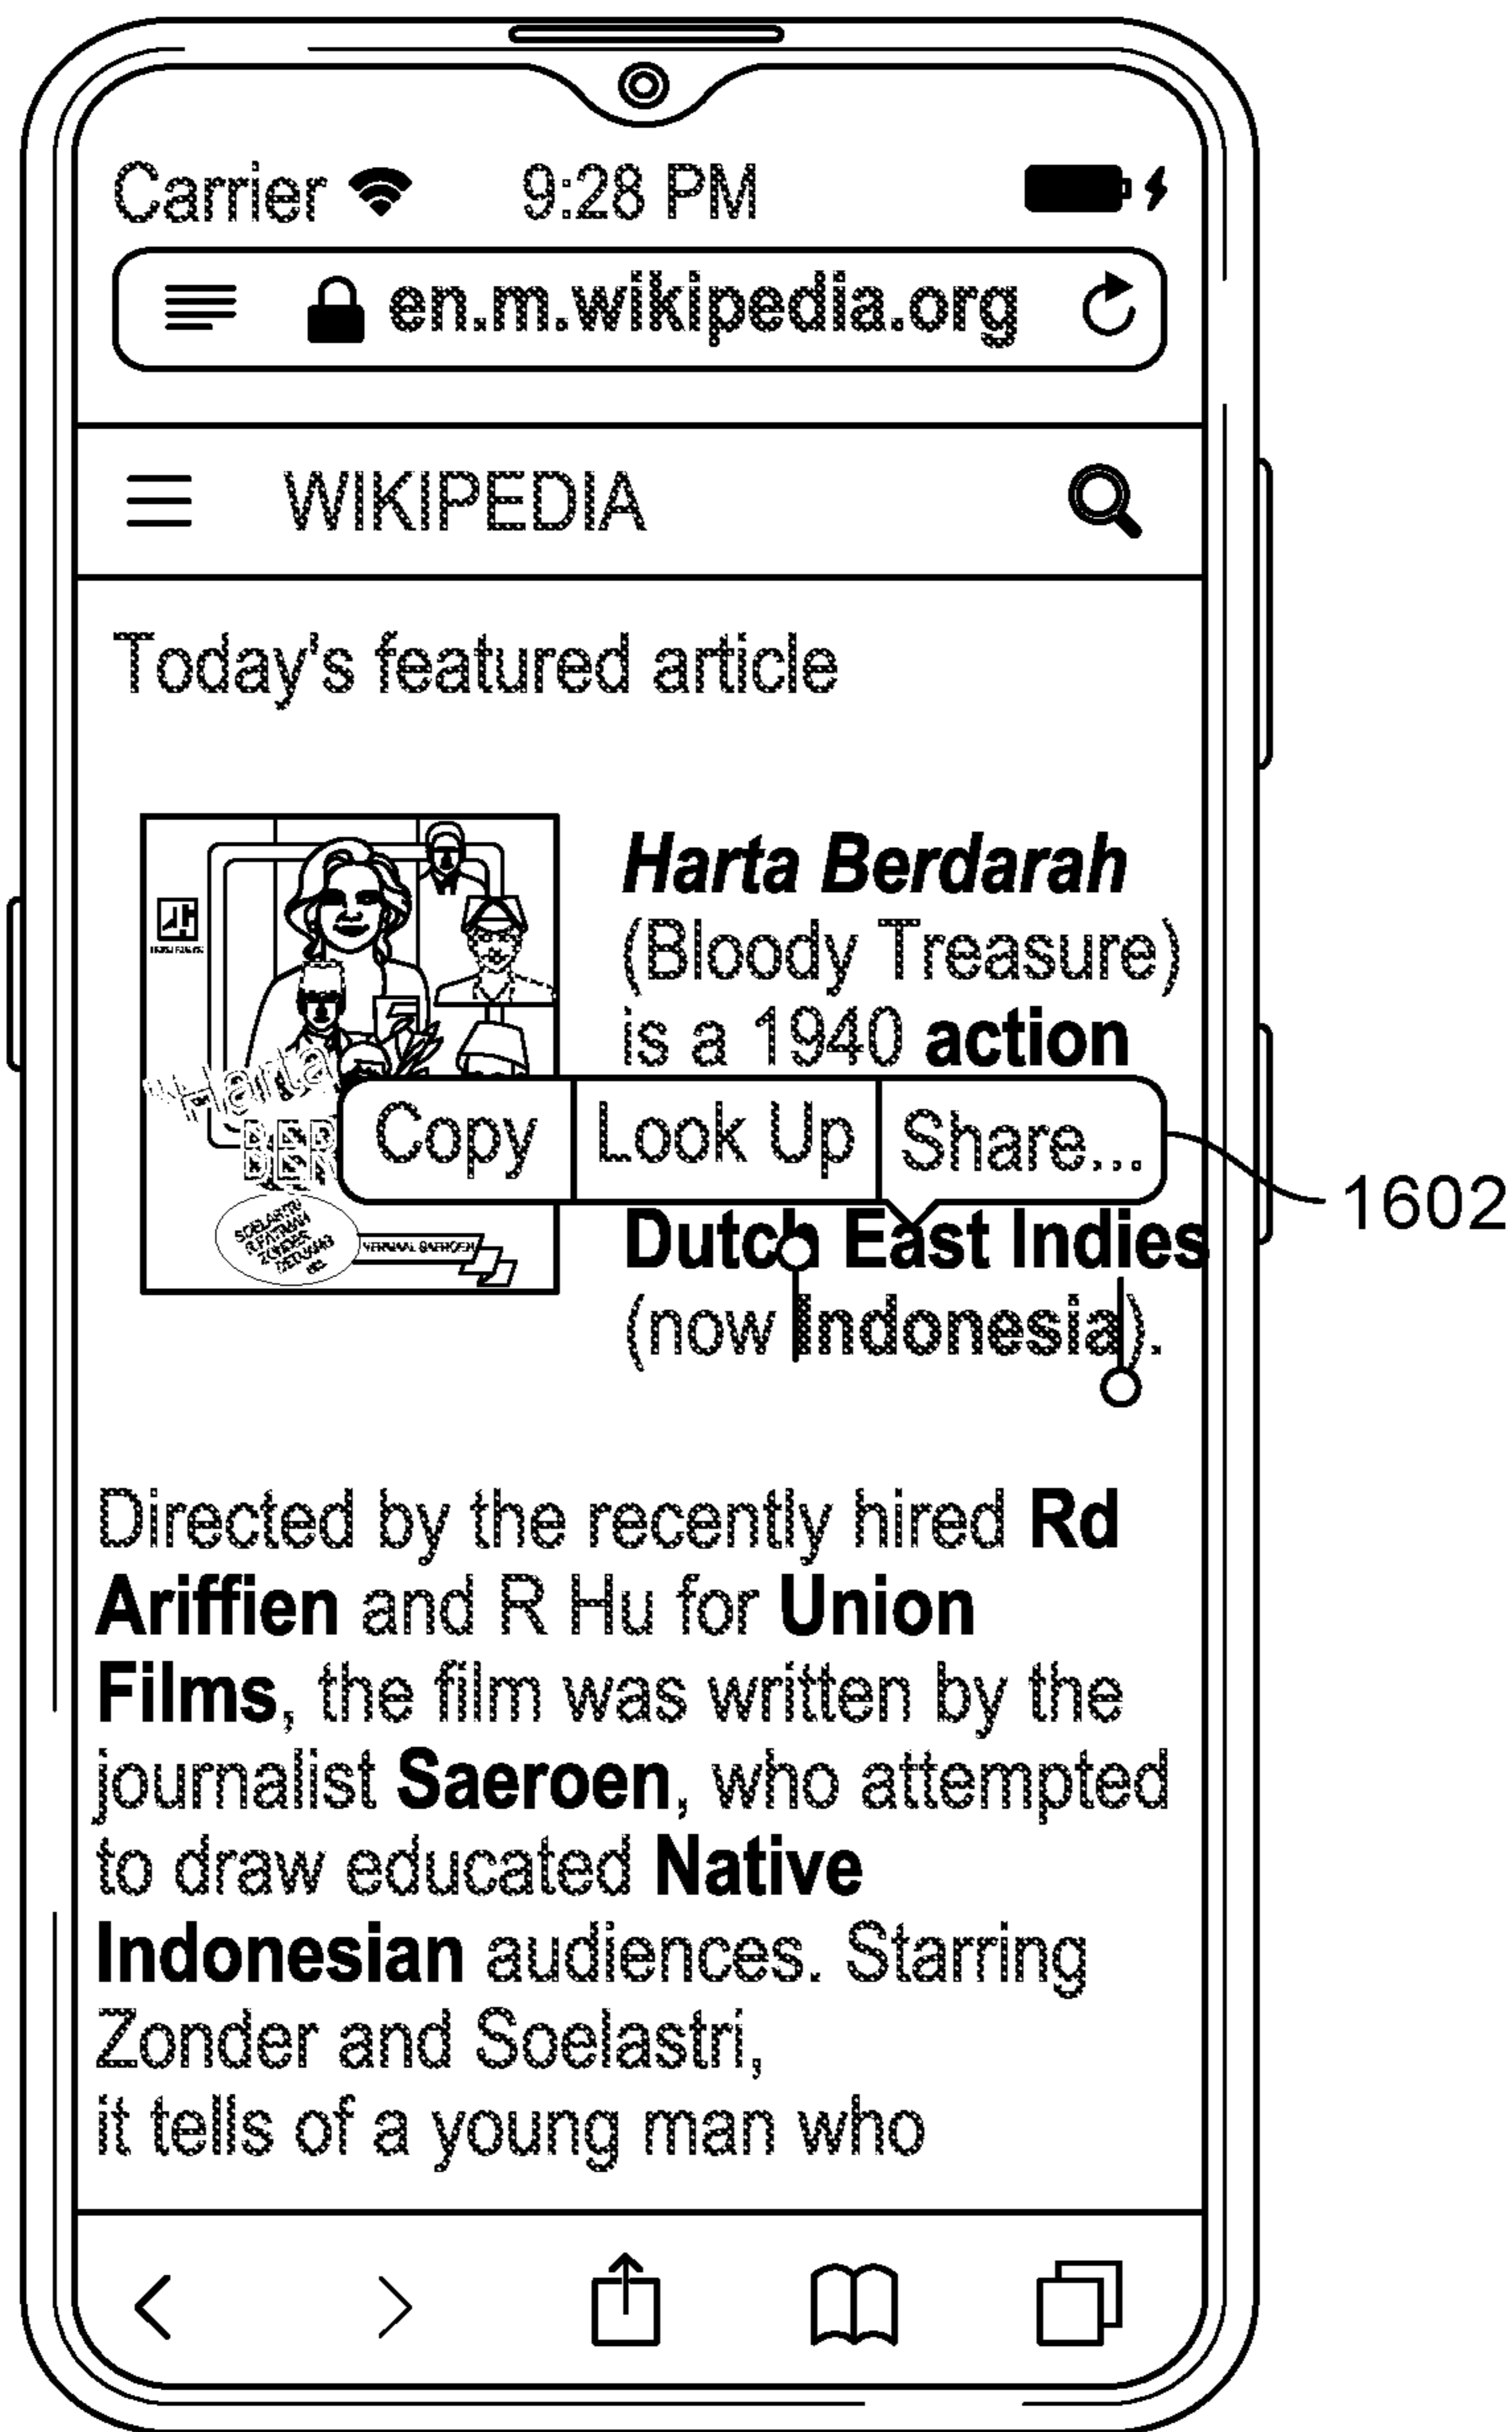 Carrier 9:28 PM
en.m.wikipedia.org
WIKIPEDIA
Today's featured article
Harta Berdarah
(Bloody Treasure)
is a 1940 action
"Harta
BER
Copy Look Up Share...
1602
Dutch East Indies
(now Indonesia).
Directed by the recently hired Rd
Ariffien and R Hu for Union
Films, the film was written by the
journalist Saeroen, who attempted
to draw educated Native
Indonesian audiences. Starring
Zonder and Soelastri,
it tells of a young man who